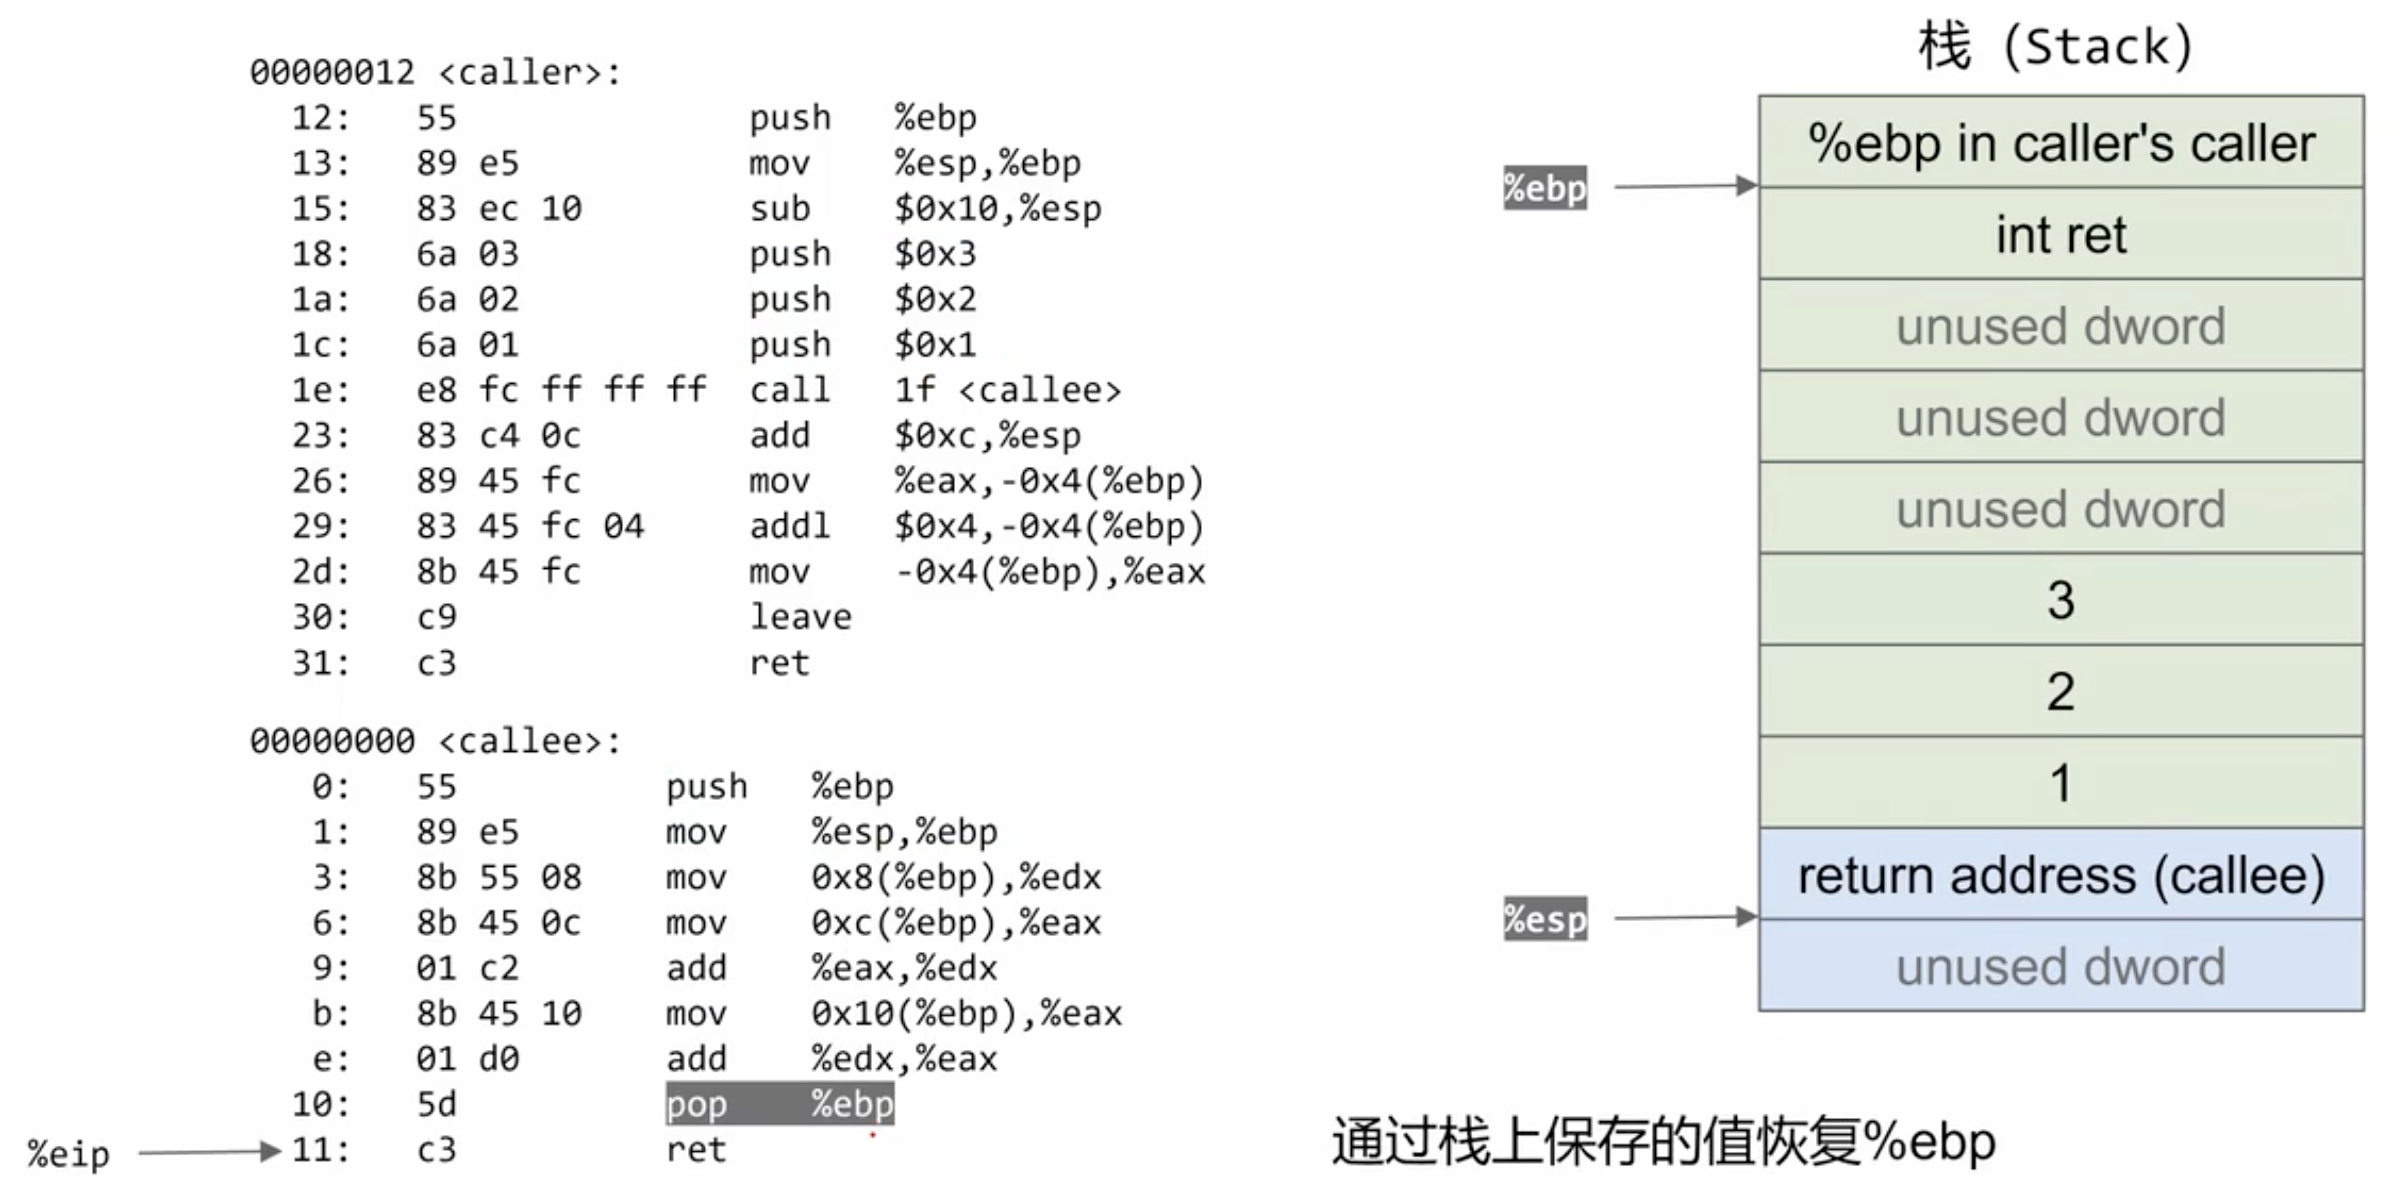 00000012 <caller>:
12: 55 push %ebp
13: 89 e5 mov %esp,%ebp
15: 83 ec 10 sub $0x10,%esp
18: 6a 03 push $0x3
1a: 6a 02 push $0x2
1c: 6a 01 push $0x1
1e: e8 fc ff ff ff call 1f <callee>
23: 83 c4 0c add $0xc,%esp
26: 89 45 fc mov %eax,-0x4(%ebp)
29: 83 45 fc 04 addl $0x4,-0x4(%ebp)
2d: 8b 45 fc mov -0x4(%ebp),%eax
30: c9 leave
31: c3 ret
00000000 <callee>:
0: 55 push %ebp
1: 89 e5 mov %esp,%ebp
3: 8b 55 08 mov 0x8(%ebp),%edx
6: 8b 45 0c mov 0xc(%ebp),%eax
9: 01 c2 add %eax,%edx
b: 8b 45 10 mov 0x10(%ebp),%eax
e: 01 d0 add %edx,%eax
10: 5d pop %ebp
%eip 11: c3 ret
栈 (Stack)
%ebp in caller's caller
%ebp
int ret
unused dword
unused dword
unused dword
3
2
1
return address (callee)
%esp
unused dword
通过栈上保存的值恢复%ebp